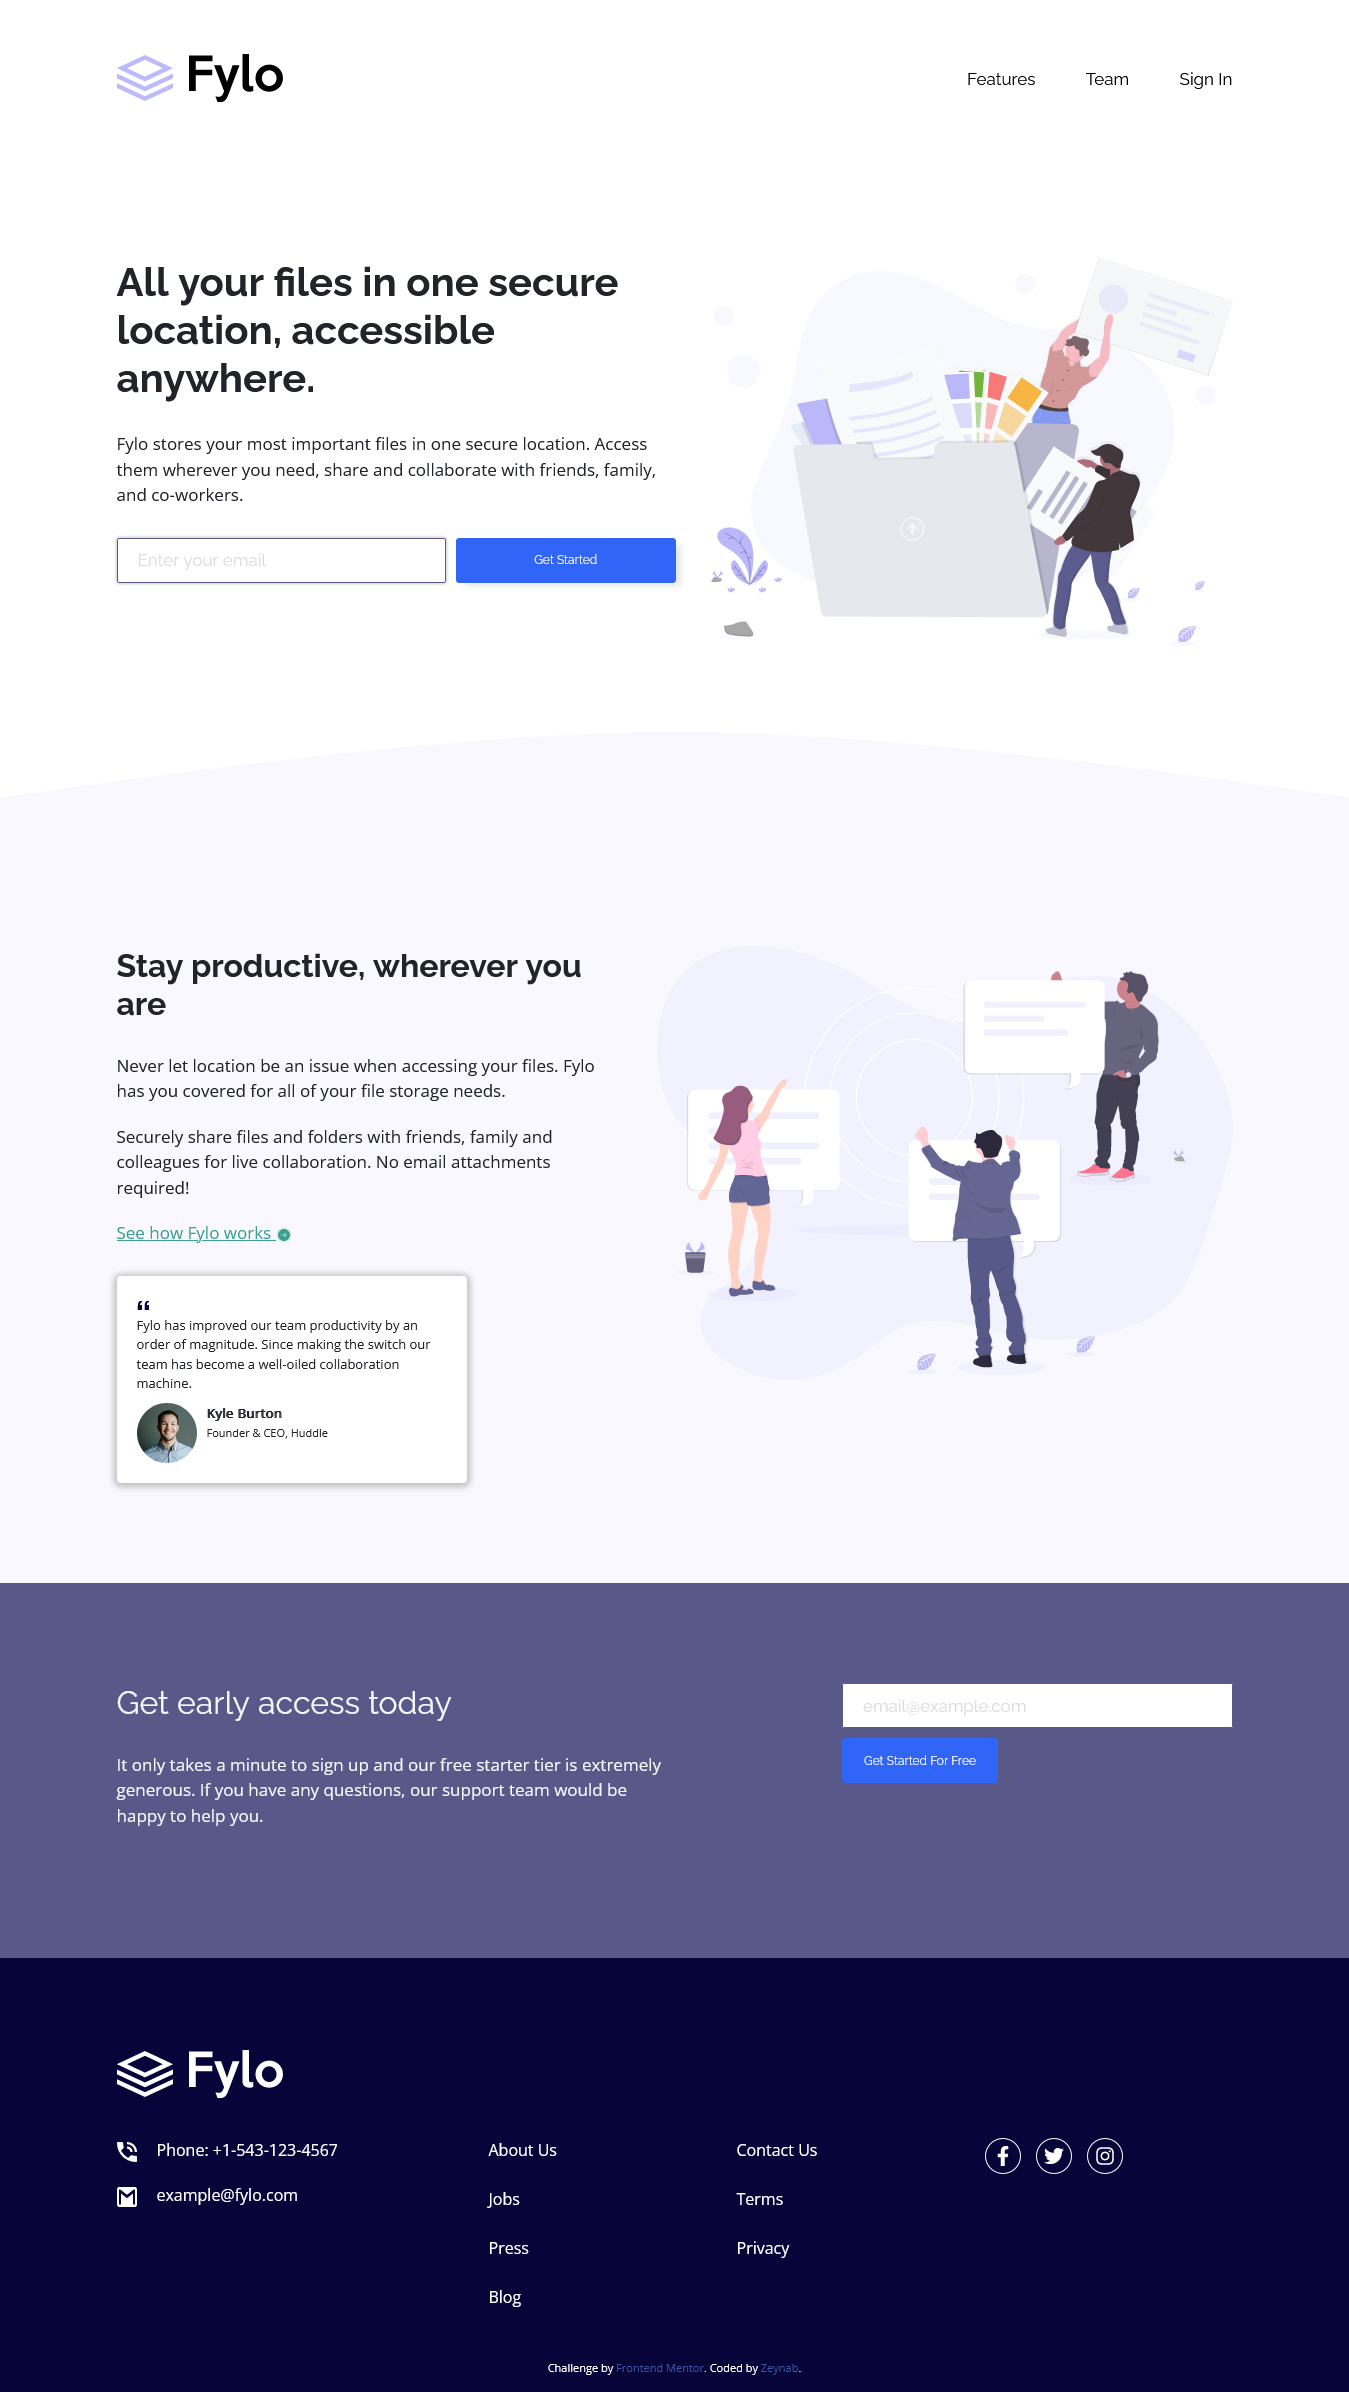 Fylo
Features Team Sign In
All your files in one secure
location, accessible
anywhere.
Fylo stores your most important files in one secure location. Access
them wherever you need, share and collaborate with friends, family,
and co-workers.
Enter your email
Get Started
Stay productive, wherever you
are
Never let location be an issue when accessing your files. Fylo
has you covered for all of your file storage needs.
Securely share files and folders with friends, family and
colleagues for live collaboration. No email attachments
required!
See how Fylo works
“
Fylo has improved our team productivity by an
order of magnitude. Since making the switch our
team has become a well-oiled collaboration
machine.
Kyle Burton
Founder & CEO, Huddle
Get early access today
It only takes a minute to sign up and our free starter tier is extremely
generous. If you have any questions, our support team would be
happy to help you.
email@example.com
Get Started For Free
Fylo
Phone: +1-543-123-4567
example@fylo.com
About Us
Jobs
Press
Blog
Contact Us
Terms
Privacy
Challenge by Frontend Mentor. Coded by Zeynab.